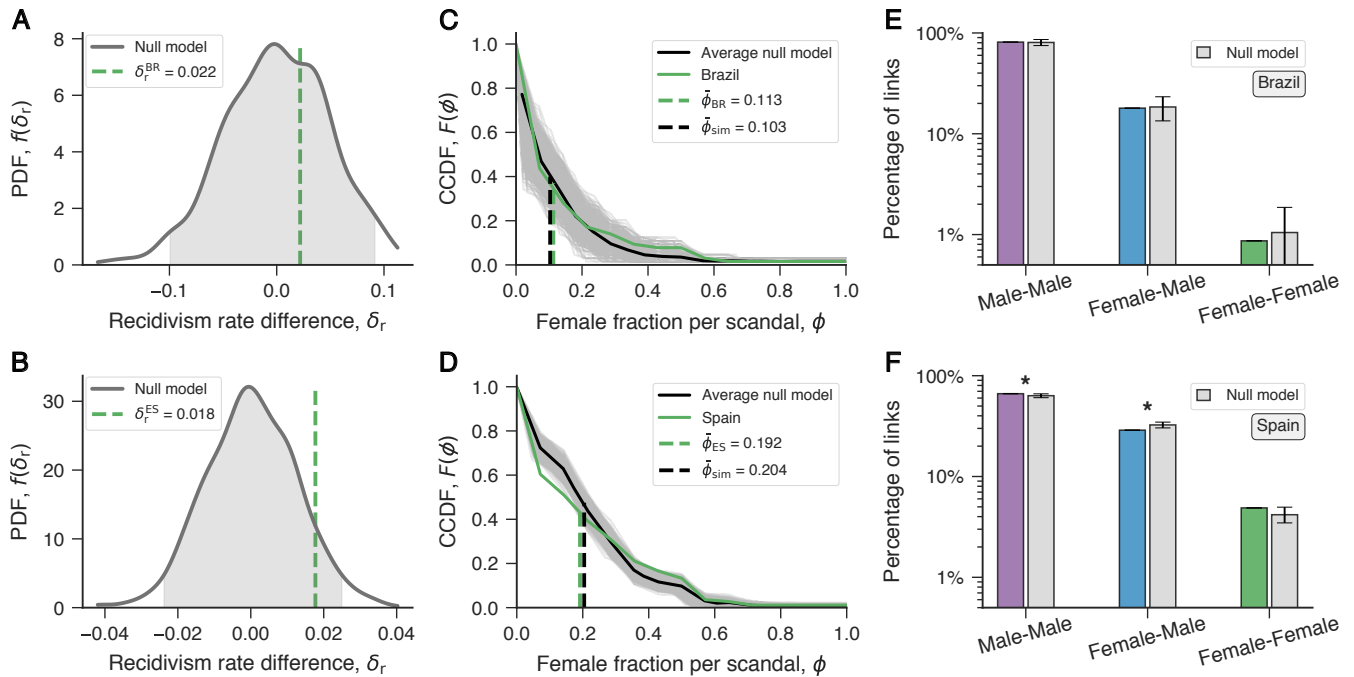 A
PDF, f(δr)
8
6
4
2
0
Null model
δ_r^BR = 0.022
−0.1
0.0
0.1
Recidivism rate difference, δr
C
CCDF, F(ϕ)
1.0
0.8
0.6
0.4
0.2
0.0
Average null model
Brazil
ϕ̄_BR = 0.113
ϕ̄_sim = 0.103
0.0
0.2
0.4
0.6
0.8
1.0
Female fraction per scandal, ϕ
E
Percentage of links
100%
10%
1%
Null model
Brazil
Male-Male
Female-Male
Female-Female
B
PDF, f(δr)
30
20
10
0
Null model
δ_r^ES = 0.018
−0.04
−0.02
0.00
0.02
0.04
Recidivism rate difference, δr
D
CCDF, F(ϕ)
1.0
0.8
0.6
0.4
0.2
0.0
Average null model
Spain
ϕ̄_ES = 0.192
ϕ̄_sim = 0.204
0.0
0.2
0.4
0.6
0.8
1.0
Female fraction per scandal, ϕ
F
Percentage of links
100%
10%
1%
*
*
Null model
Spain
Male-Male
Female-Male
Female-Female